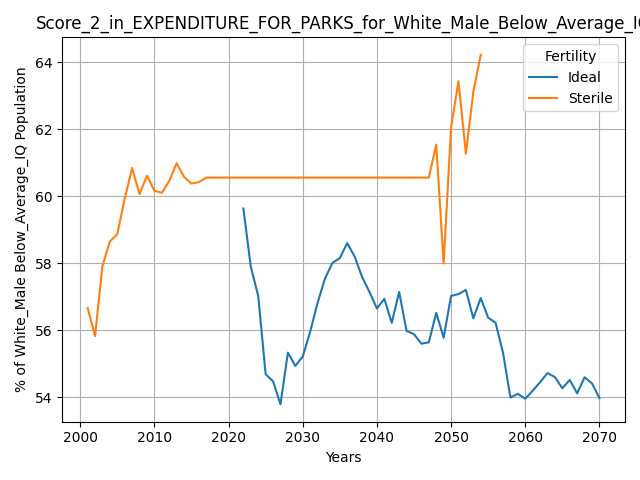 Score_2_in_EXPENDITURE_FOR_PARKS_for_White_Male_Below_Average_IQ
% of White_Male Below_Average_IQ Population
64
62
60
58
56
54
Fertility
Ideal
Sterile
2000 2010 2020 2030 2040 2050 2060 2070
Years